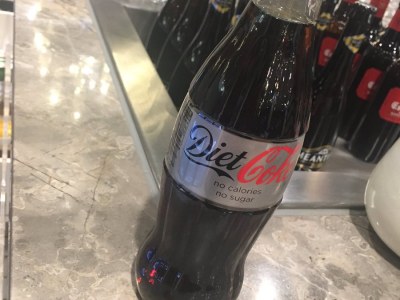 Diet Coke
no calories
no sugar